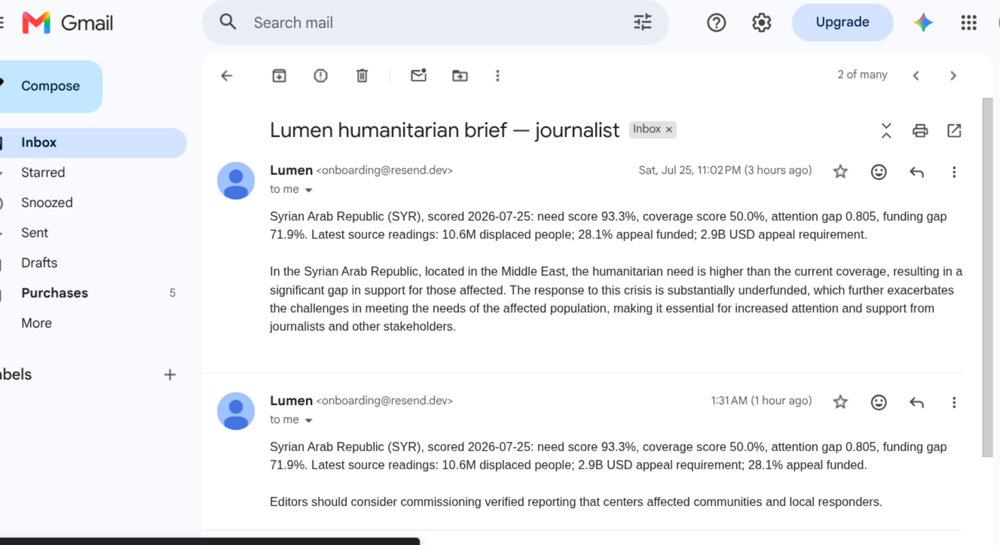 Gmail
Search mail
Upgrade
Compose
2 of many
Inbox
Starred
Snoozed
Sent
Drafts
Purchases 5
More
Lumen humanitarian brief — journalist Inbox ×
Lumen <onboarding@resend.dev> Sat, Jul 25, 11:02 PM (3 hours ago)
to me
Syrian Arab Republic (SYR), scored 2026-07-25: need score 93.3%, coverage score 50.0%, attention gap 0.805, funding gap
71.9%. Latest source readings: 10.6M displaced people; 28.1% appeal funded; 2.9B USD appeal requirement.
In the Syrian Arab Republic, located in the Middle East, the humanitarian need is higher than the current coverage, resulting in a
significant gap in support for those affected. The response to this crisis is substantially underfunded, which further exacerbates
the challenges in meeting the needs of the affected population, making it essential for increased attention and support from
journalists and other stakeholders.
Lumen <onboarding@resend.dev> 1:31 AM (1 hour ago)
to me
Syrian Arab Republic (SYR), scored 2026-07-25: need score 93.3%, coverage score 50.0%, attention gap 0.805, funding gap
71.9%. Latest source readings: 10.6M displaced people; 2.9B USD appeal requirement; 28.1% appeal funded.
Editors should consider commissioning verified reporting that centers affected communities and local responders.